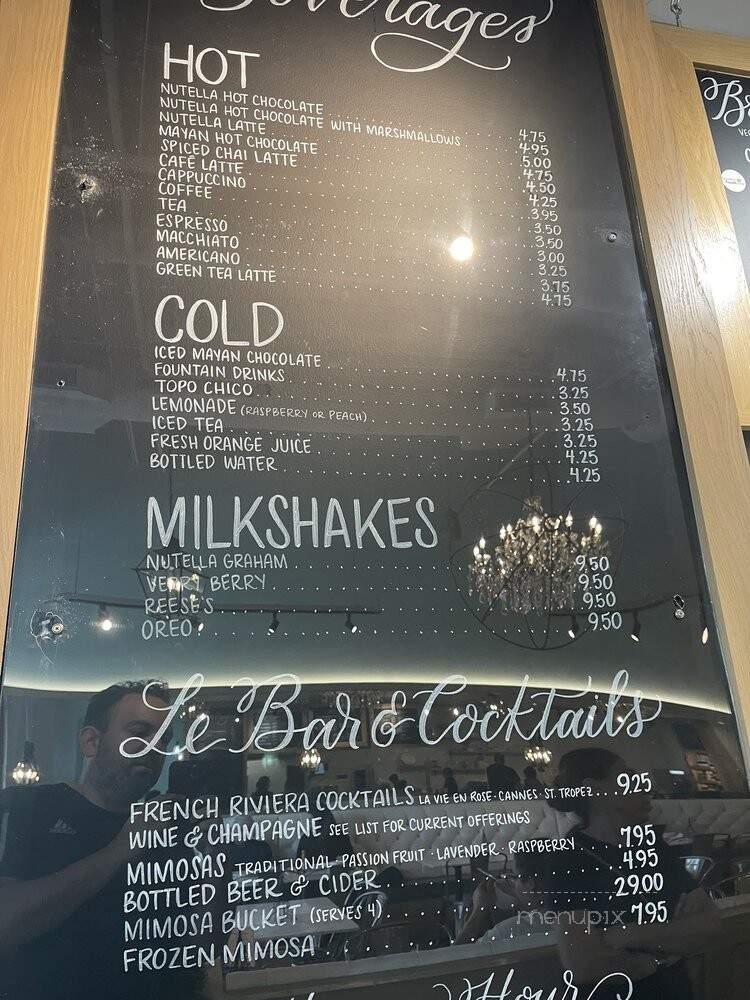 Beverages
HOT
NUTELLA HOT CHOCOLATE 4.75
NUTELLA HOT CHOCOLATE WITH MARSHMALLOWS 4.95
NUTELLA LATTE 5.00
MAYAN HOT CHOCOLATE 4.75
SPICED CHAI LATTE 4.50
CAFÉ LATTE 4.25
CAPPUCCINO 3.95
COFFEE 3.50
TEA 3.50
ESPRESSO 3.00
MACCHIATO 3.25
AMERICANO 3.75
GREEN TEA LATTE 4.75
COLD
ICED MAYAN CHOCOLATE 4.75
FOUNTAIN DRINKS 3.25
TOPO CHICO 3.50
LEMONADE (RASPBERRY OR PEACH) 3.25
ICED TEA 3.25
FRESH ORANGE JUICE 4.25
BOTTLED WATER 4.25
MILKSHAKES
NUTELLA GRAHAM 9.50
VERY BERRY 9.50
REESE'S 9.50
OREO 9.50
Le Bar & Cocktails
FRENCH RIVIERA COCKTAILS LA VIE EN ROSE · CANNES · ST. TROPEZ 9.25
WINE & CHAMPAGNE SEE LIST FOR CURRENT OFFERINGS
MIMOSAS TRADITIONAL · PASSION FRUIT · LAVENDER · RASPBERRY 7.95
BOTTLED BEER & CIDER 4.95
MIMOSA BUCKET (SERVES 4) 29.00
FROZEN MIMOSA 7.95
menupix
Hour